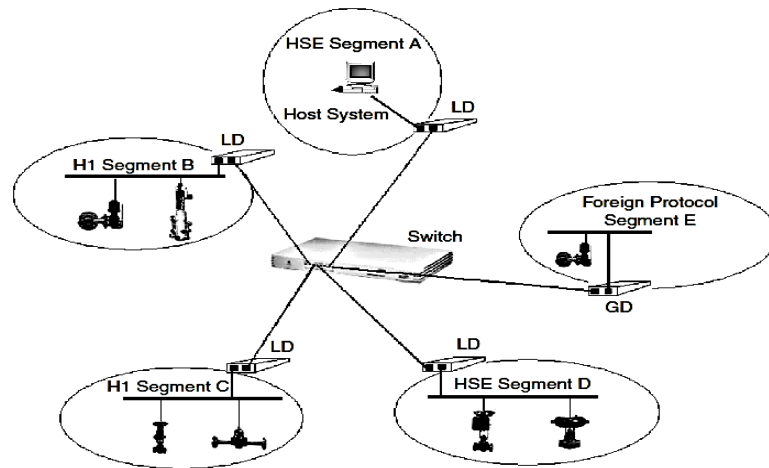 HSE Segment A
Host System
LD
LD
H1 Segment B
Foreign Protocol
Segment E
Switch
GD
LD
H1 Segment C
LD
HSE Segment D